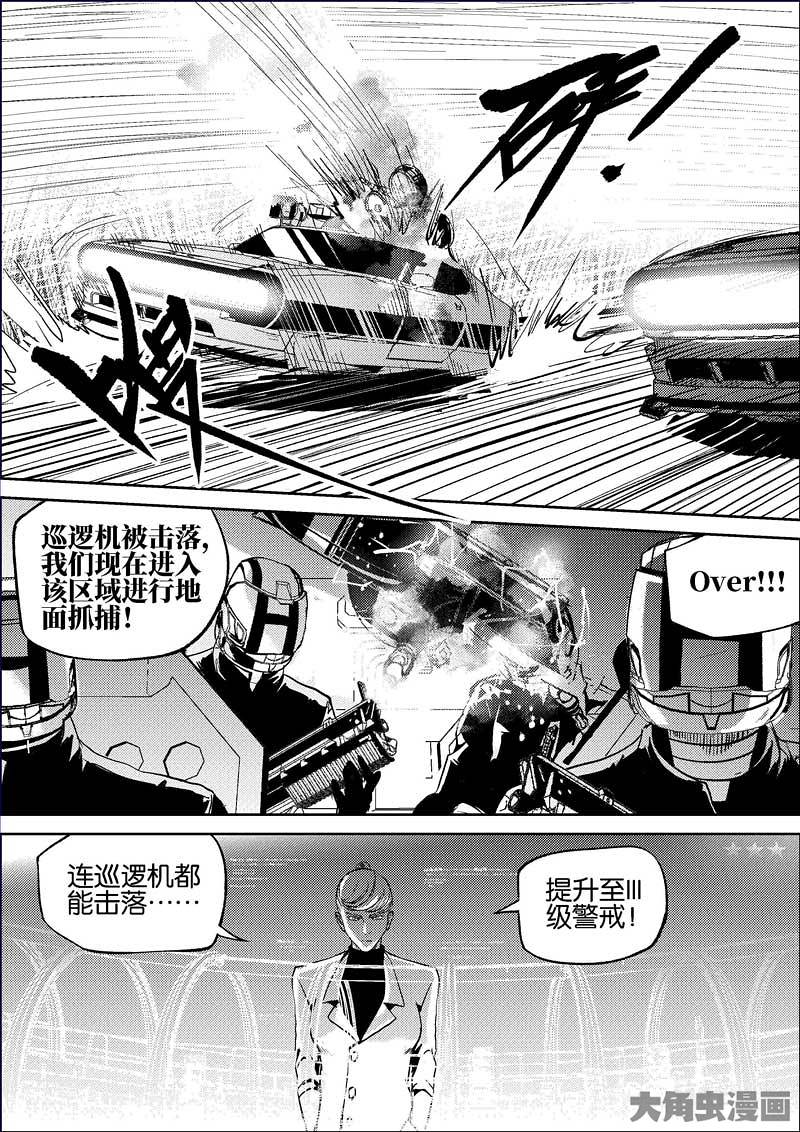 砰!
巡逻机被击落,
我们现在进入
该区域进行地
面抓捕!
Over!!!
连巡逻机都
能击落……
提升至III
级警戒!
大角虫漫画